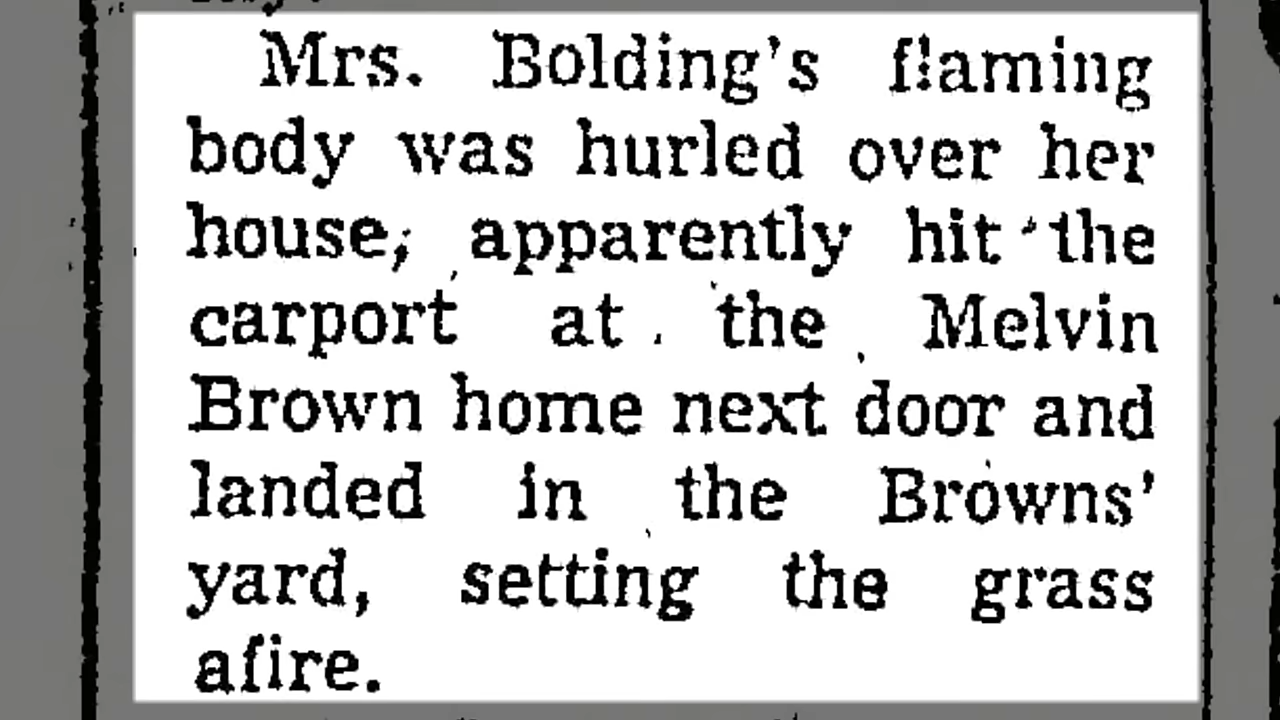 Mrs. Bolding's flaming
body was hurled over her
house, apparently hit the
carport at the Melvin
Brown home next door and
landed in the Browns'
yard, setting the grass
afire.